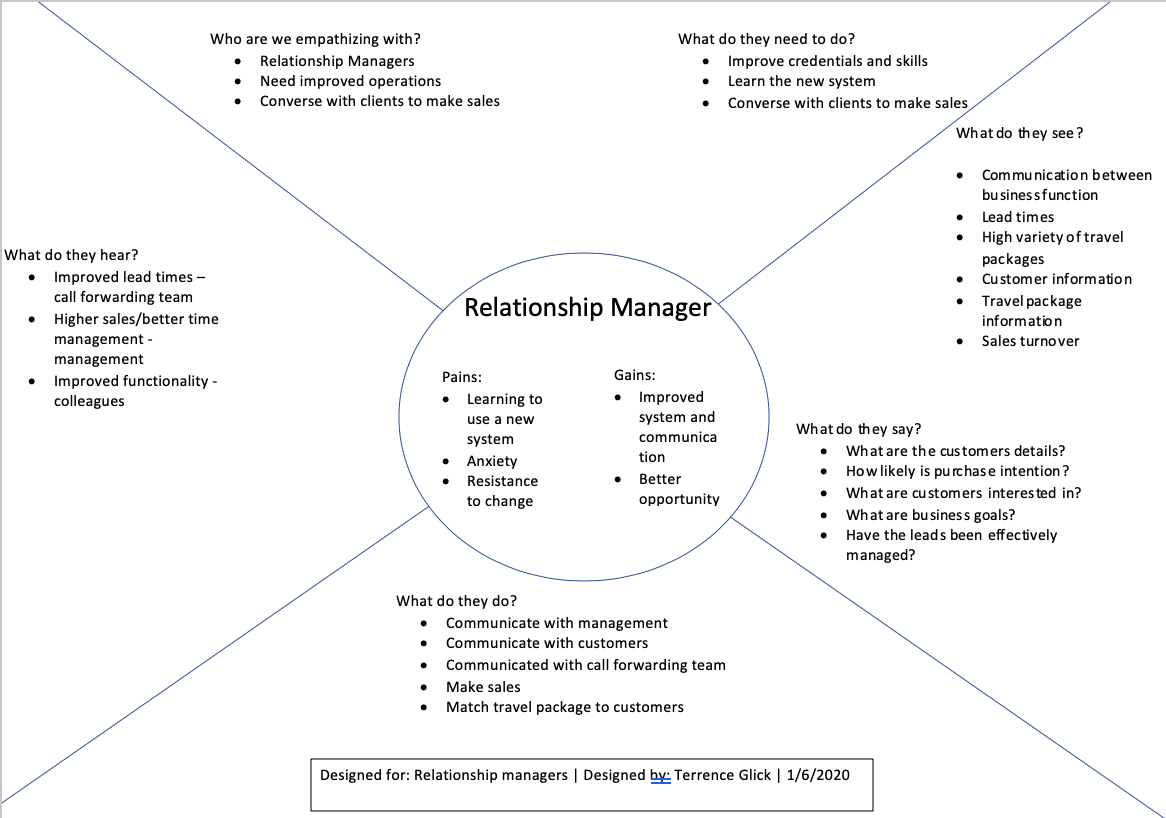 Who are we empathizing with?
• Relationship Managers
• Need improved operations
• Converse with clients to make sales
What do they need to do?
• Improve credentials and skills
• Learn the new system
• Converse with clients to make sales
What do they see?
• Communication between
business function
• Lead times
• High variety of travel
packages
• Customer information
• Travel package
information
• Sales turnover
What do they hear?
• Improved lead times –
call forwarding team
• Higher sales/better time
management -
management
• Improved functionality -
colleagues
Relationship Manager
Pains:
• Learning to
use a new
system
• Anxiety
• Resistance
to change
Gains:
• Improved
system and
communica
tion
• Better
opportunity
What do they say?
• What are the customers details?
• How likely is purchase intention?
• What are customers interested in?
• What are business goals?
• Have the leads been effectively
managed?
What do they do?
• Communicate with management
• Communicate with customers
• Communicated with call forwarding team
• Make sales
• Match travel package to customers
Designed for: Relationship managers | Designed by: Terrence Glick | 1/6/2020